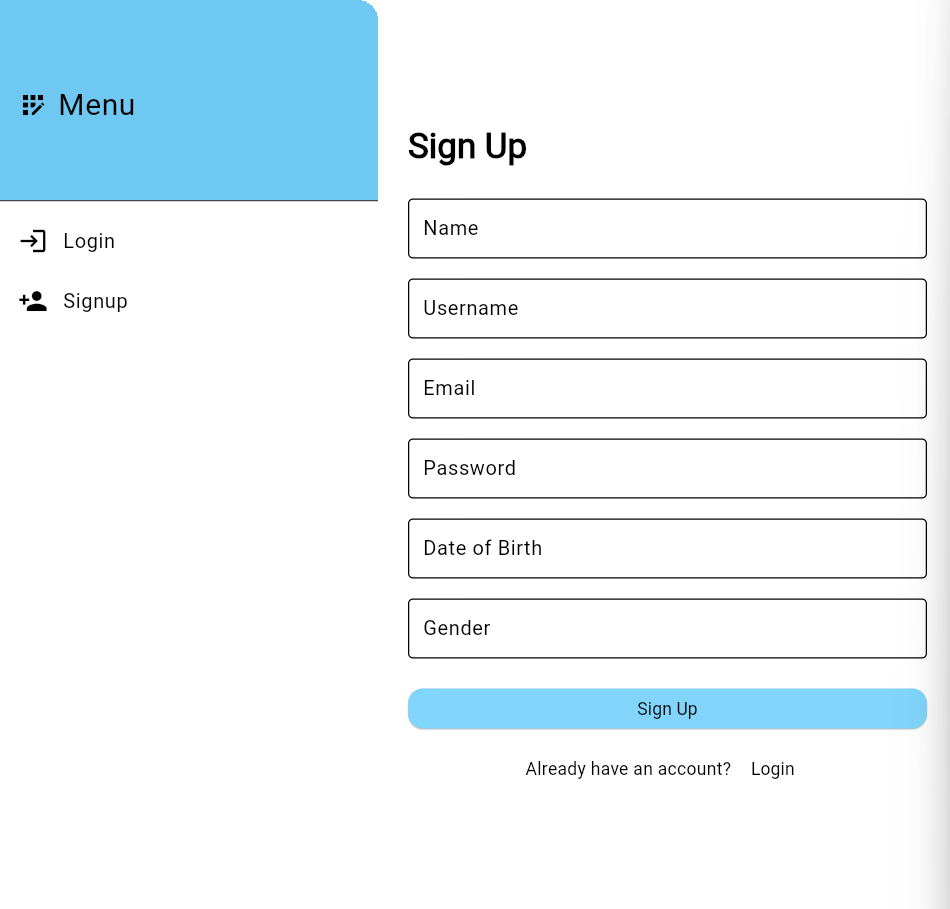 Menu
Login
Signup
Sign Up
Name
Username
Email
Password
Date of Birth
Gender
Sign Up
Already have an account? Login